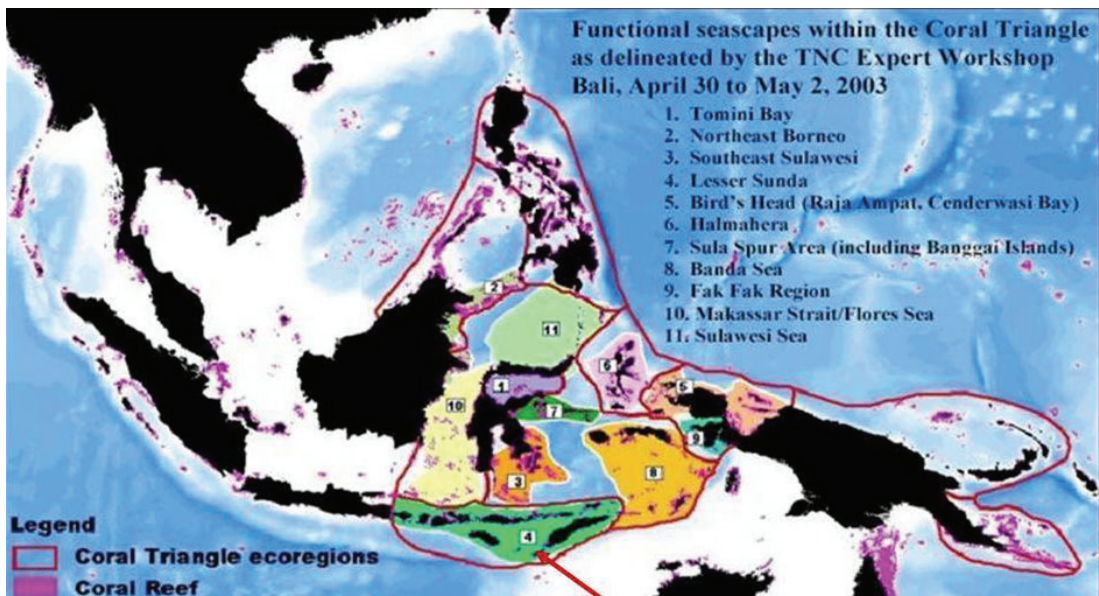 Functional seascapes within the Coral Triangle
as delineated by the TNC Expert Workshop
Bali, April 30 to May 2, 2003
1. Tomini Bay
2. Northeast Borneo
3. Southeast Sulawesi
4. Lesser Sunda
5. Bird's Head (Raja Ampat, Cenderwasi Bay)
6. Halmahera
7. Sula Spur Area (including Banggai Islands)
8. Banda Sea
9. Fak Fak Region
10. Makassar Strait/Flores Sea
11. Sulawesi Sea
2
11
6
1
5
10
7
9
8
3
4
Legend
Coral Triangle ecoregions
Coral Reef